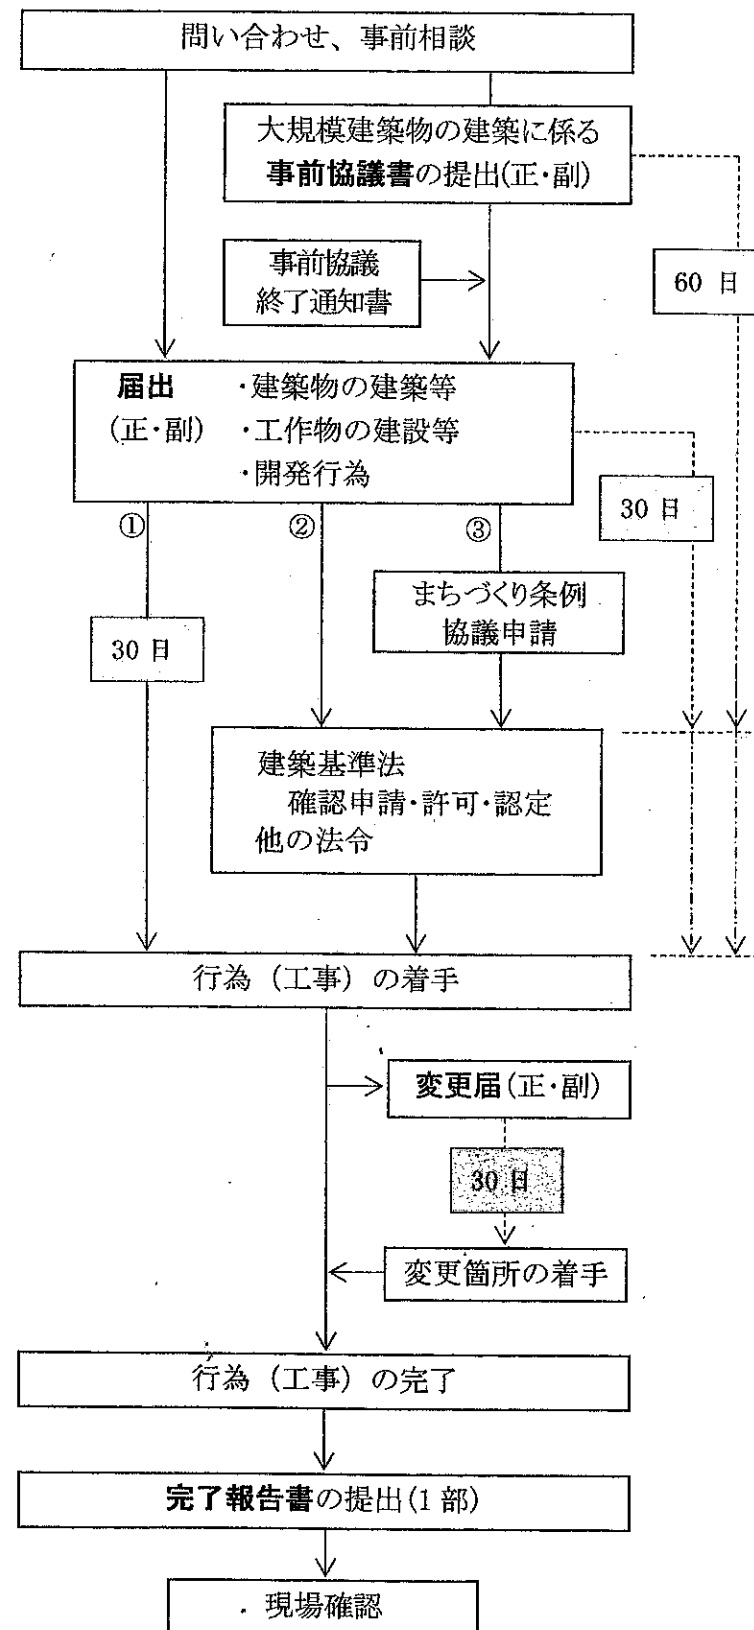 問い合わせ、事前相談
大規模建築物の建築に係る
事前協議書の提出(正・副)
事前協議
終了通知書
60 日
届出 ・建築物の建築等
(正・副) ・工作物の建設等
・開発行為
① ② ③
30 日
まちづくり条例
協議申請
30 日
建築基準法
確認申請・許可・認定
他の法令
行為（工事）の着手
変更届(正・副)
30 日
変更箇所の着手
行為（工事）の完了
完了報告書の提出(1 部)
現場確認